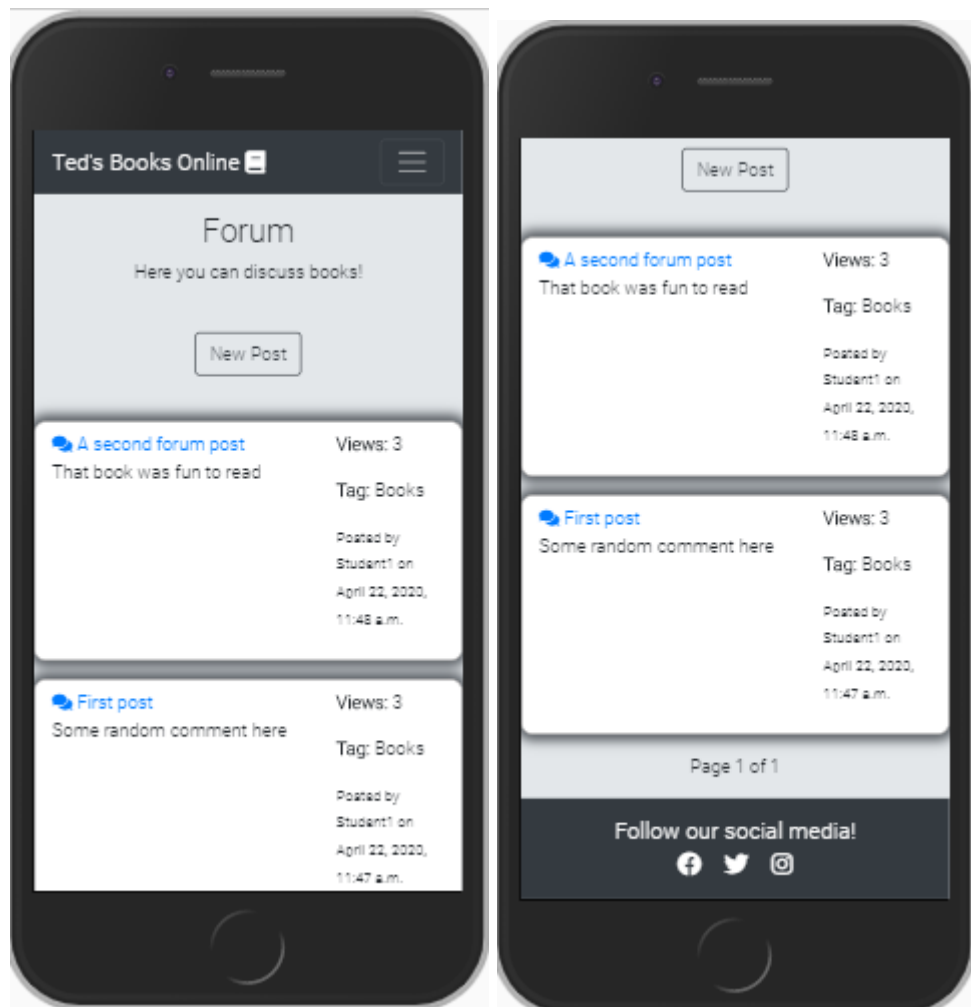 Ted's Books Online
Forum
Here you can discuss books!
New Post
A second forum post
That book was fun to read
Views: 3
Tag: Books
Posted by
Student1 on
April 22, 2020,
11:48 a.m.
First post
Some random comment here
Views: 3
Tag: Books
Posted by
Student1 on
April 22, 2020,
11:47 a.m.
New Post
A second forum post
That book was fun to read
Views: 3
Tag: Books
Posted by
Student1 on
April 22, 2020,
11:48 a.m.
First post
Some random comment here
Views: 3
Tag: Books
Posted by
Student1 on
April 22, 2020,
11:47 a.m.
Page 1 of 1
Follow our social media!